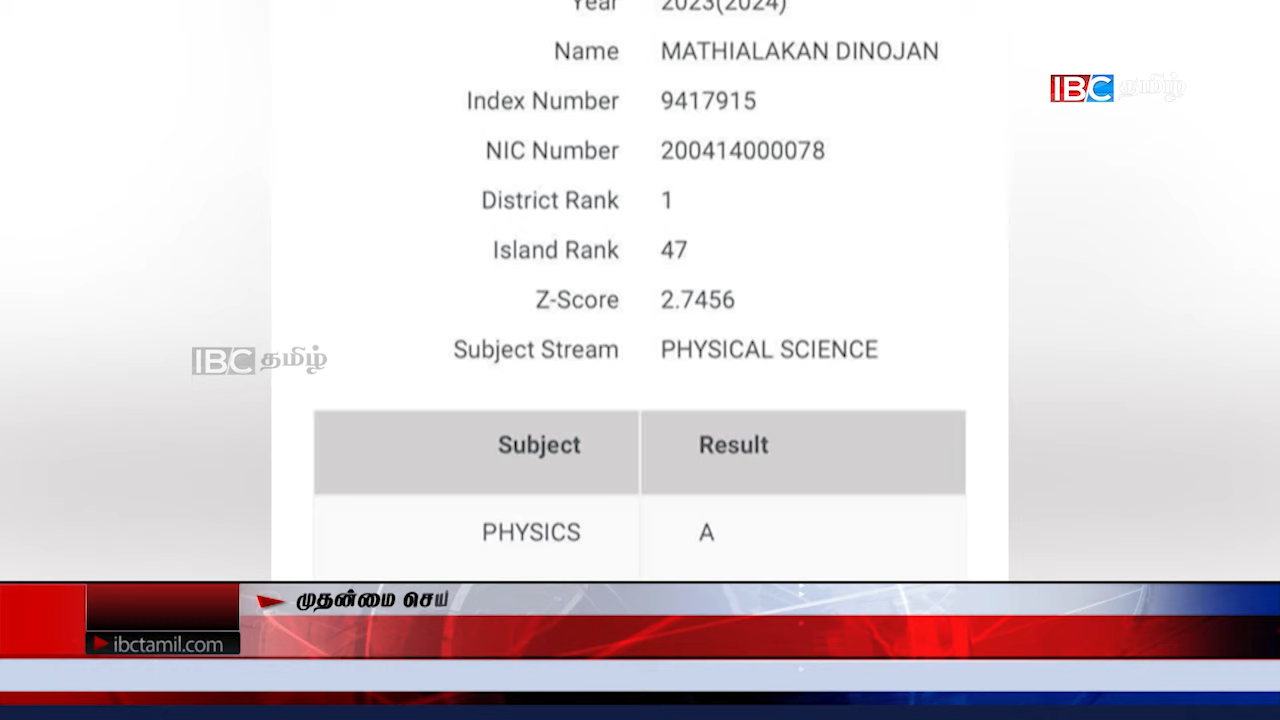 Year 2023(2024)
Name MATHIALAKAN DINOJAN
IBC தமிழ்
Index Number 9417915
NIC Number 200414000078
District Rank 1
Island Rank 47
Z-Score 2.7456
Subject Stream PHYSICAL SCIENCE
IBC தமிழ்
Subject Result
PHYSICS A
முதன்மை செய்
ibctamil.com